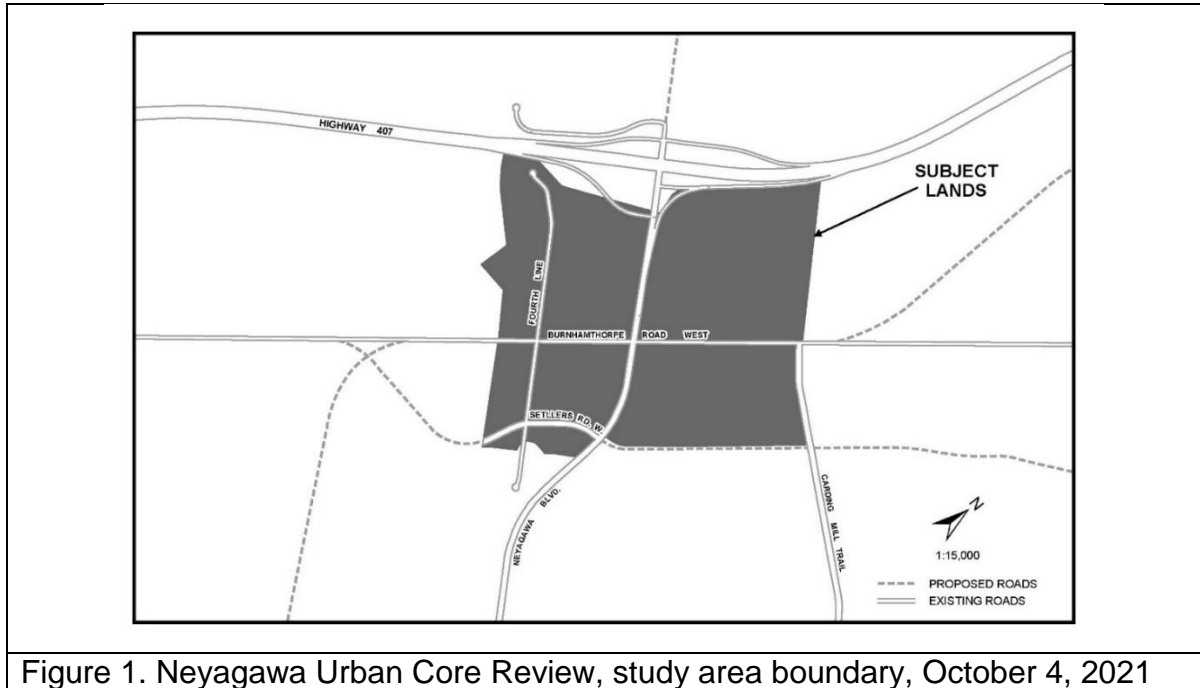 HIGHWAY 407
SUBJECT
LANDS
FOURTH LINE
BURNHAMTHORPE ROAD WEST
SETLLERS RD. W.
NEYAGAWA BLVD.
CARDING MILL TRAIL
N
1:15,000
PROPOSED ROADS
EXISTING ROADS
Figure 1. Neyagawa Urban Core Review, study area boundary, October 4, 2021